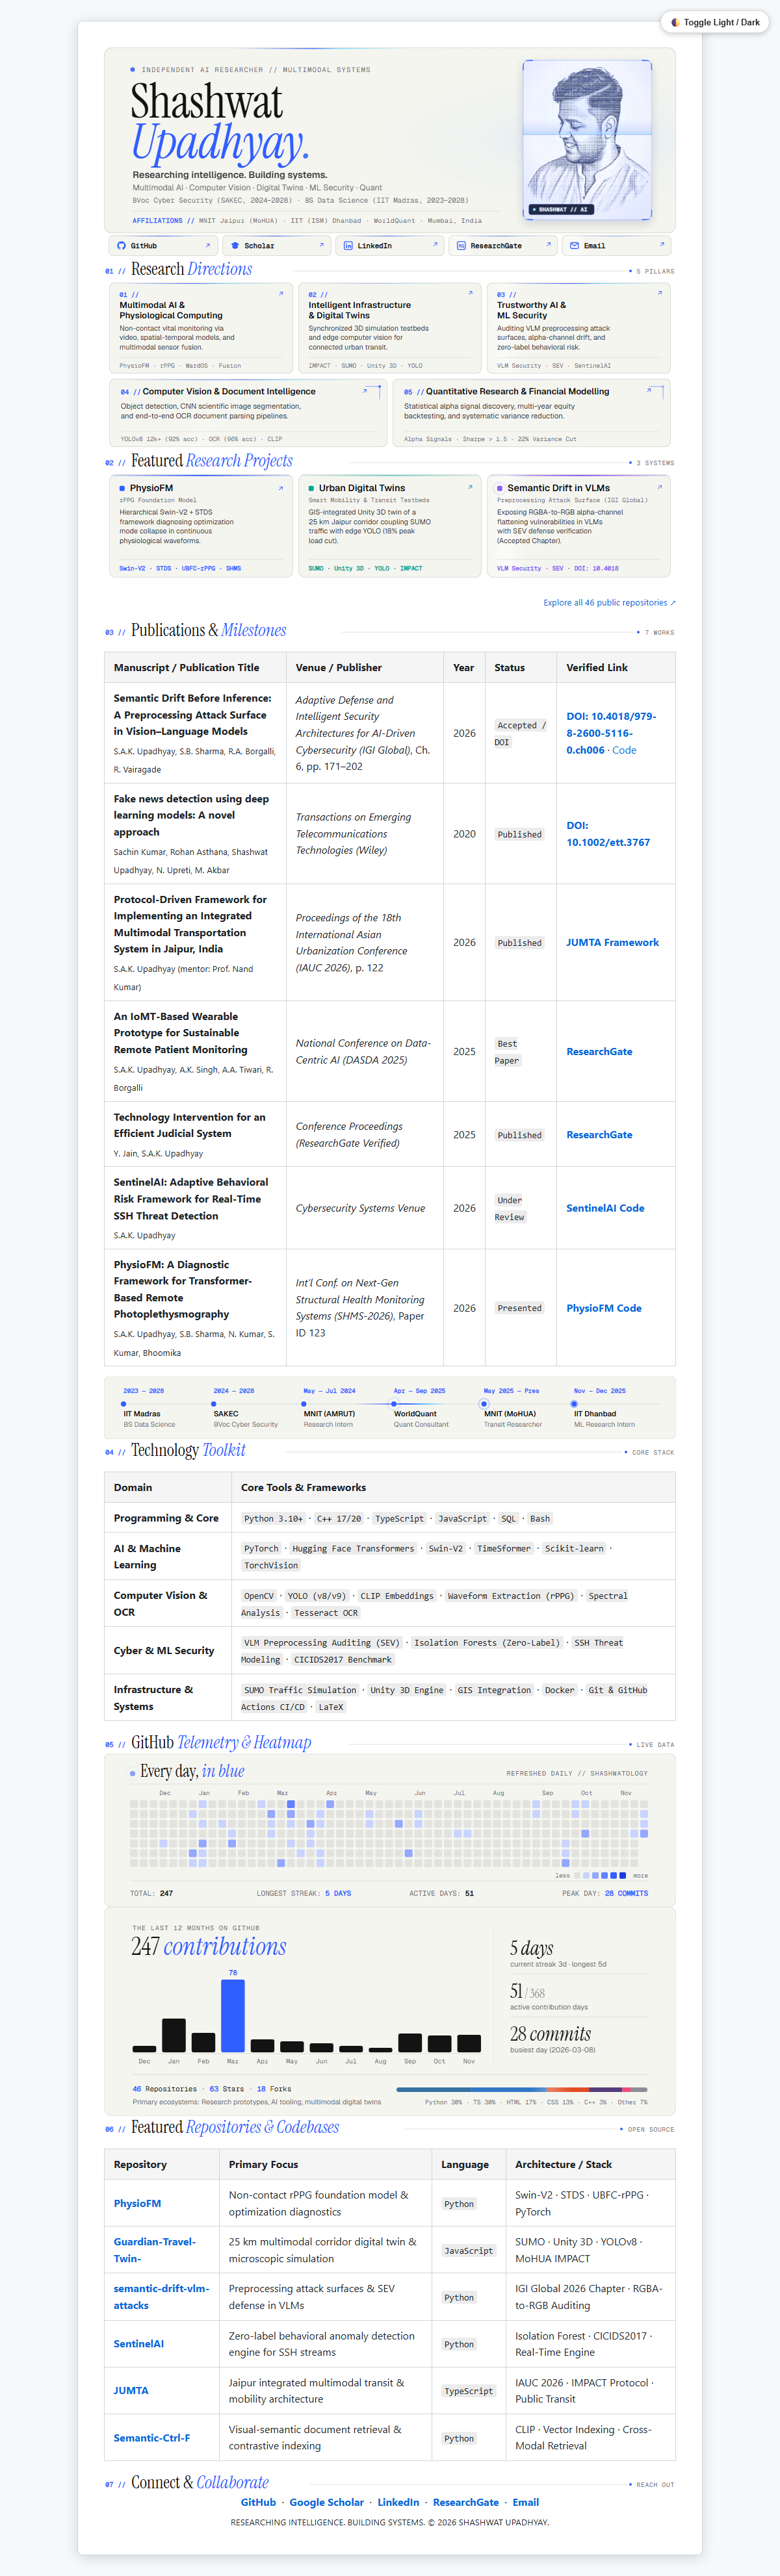 Toggle Light / Dark
INDEPENDENT AI RESEARCHER // MULTIMODAL SYSTEMS
Shashwat
Upadhyay.
Researching intelligence. Building systems.
Multimodal AI · Computer Vision · Digital Twins · ML Security · Quant
BVoc Cyber Security (SAKEC, 2024–2028) · BS Data Science (IIT Madras, 2023–2028)
AFFILIATIONS // MNIT Jaipur (MoHUA) · IIT (ISM) Dhanbad · WorldQuant · Mumbai, India
SHASHWAT // AI
GitHub ↗ Scholar ↗ LinkedIn ↗ ResearchGate ↗ Email ↗
01 // Research Directions
5 PILLARS
01 // ↗
Multimodal AI &
Physiological Computing
Non-contact vital monitoring via
video, spatial-temporal models, and
multimodal sensor fusion.
PhysioFM · rPPG · WardOS · Fusion
02 // ↗
Intelligent Infrastructure
& Digital Twins
Synchronized 3D simulation testbeds
and edge computer vision for
connected urban transit.
IMPACT · SUMO · Unity 3D · YOLO
03 // ↗
Trustworthy AI &
ML Security
Auditing VLM preprocessing attack
surfaces, alpha-channel drift, and
zero-label behavioral risk.
VLM Security · SEV · SentinelAI
04 // Computer Vision & Document Intelligence ↗
Object detection, CNN scientific image segmentation,
and end-to-end OCR document parsing pipelines.
YOLOv8 12k+ (92% acc) · OCR (96% acc) · CLIP
05 // Quantitative Research & Financial Modelling ↗
Statistical alpha signal discovery, multi-year equity
backtesting, and systematic variance reduction.
Alpha Signals · Sharpe > 1.5 · 22% Variance Cut
02 // Featured Research Projects
3 SYSTEMS
PhysioFM ↗
rPPG Foundation Model
Hierarchical Swin-V2 + STDS
framework diagnosing optimization
mode collapse in continuous
physiological waveforms.
Swin-V2 · STDS · UBFC-rPPG · SHMS
Urban Digital Twins ↗
Smart Mobility & Transit Testbeds
GIS-integrated Unity 3D twin of a
25 km Jaipur corridor coupling SUMO
traffic with edge YOLO (18% peak
load cut).
SUMO · Unity 3D · YOLO · IMPACT
Semantic Drift in VLMs ↗
Preprocessing Attack Surface (IGI Global)
Exposing RGBA-to-RGB alpha-channel
flattening vulnerabilities in VLMs
with SEV defense verification
(Accepted Chapter).
VLM Security · SEV · DOI: 10.4018
Explore all 46 public repositories ↗
03 // Publications & Milestones
7 WORKS
Manuscript / Publication Title Venue / Publisher Year Status Verified Link
Semantic Drift Before Inference:
A Preprocessing Attack Surface
in Vision–Language Models
S.A.K. Upadhyay, S.B. Sharma, R.A. Borgalli,
R. Vairagade
Adaptive Defense and
Intelligent Security
Architectures for AI-Driven
Cybersecurity (IGI Global), Ch.
6, pp. 171–202
2026
Accepted /
DOI
DOI: 10.4018/979-
8-2600-5116-
0.ch006 · Code
Fake news detection using deep
learning models: A novel
approach
Sachin Kumar, Rohan Asthana, Shashwat
Upadhyay, N. Upreti, M. Akbar
Transactions on Emerging
Telecommunications
Technologies (Wiley)
2020
Published
DOI:
10.1002/ett.3767
Protocol-Driven Framework for
Implementing an Integrated
Multimodal Transportation
System in Jaipur, India
S.A.K. Upadhyay (mentor: Prof. Nand
Kumar)
Proceedings of the 18th
International Asian
Urbanization Conference
(IAUC 2026), p. 122
2026
Published
JUMTA Framework
An IoMT-Based Wearable
Prototype for Sustainable
Remote Patient Monitoring
S.A.K. Upadhyay, A.K. Singh, A.A. Tiwari, R.
Borgalli
National Conference on Data-
Centric AI (DASDA 2025)
2025
Best
Paper
ResearchGate
Technology Intervention for an
Efficient Judicial System
Y. Jain, S.A.K. Upadhyay
Conference Proceedings
(ResearchGate Verified)
2025
Published
ResearchGate
SentinelAI: Adaptive Behavioral
Risk Framework for Real-Time
SSH Threat Detection
S.A.K. Upadhyay
Cybersecurity Systems Venue
2026
Under
Review
SentinelAI Code
PhysioFM: A Diagnostic
Framework for Transformer-
Based Remote
Photoplethysmography
S.A.K. Upadhyay, S.B. Sharma, N. Kumar, S.
Kumar, Bhoomika
Int'l Conf. on Next-Gen
Structural Health Monitoring
Systems (SHMS-2026), Paper
ID 123
2026
Presented
PhysioFM Code
2023 – 2028 2024 – 2028 May – Jul 2024 Apr – Sep 2025 May 2025 – Pres Nov – Dec 2025
IIT Madras SAKEC MNIT (AMRUT) WorldQuant MNIT (MoHUA) IIT Dhanbad
BS Data Science BVoc Cyber Security Research Intern Quant Consultant Transit Researcher ML Research Intern
04 // Technology Toolkit
CORE STACK
Domain Core Tools & Frameworks
Programming & Core Python 3.10+ · C++ 17/20 · TypeScript · JavaScript · SQL · Bash
AI & Machine
Learning
PyTorch · Hugging Face Transformers · Swin-V2 · TimeSformer · Scikit-learn ·
TorchVision
Computer Vision &
OCR
OpenCV · YOLO (v8/v9) · CLIP Embeddings · Waveform Extraction (rPPG) · Spectral
Analysis · Tesseract OCR
Cyber & ML Security
VLM Preprocessing Auditing (SEV) · Isolation Forests (Zero-Label) · SSH Threat
Modeling · CICIDS2017 Benchmark
Infrastructure &
Systems
SUMO Traffic Simulation · Unity 3D Engine · GIS Integration · Docker · Git & GitHub
Actions CI/CD · LaTeX
05 // GitHub Telemetry & Heatmap
LIVE DATA
Every day, in blue
REFRESHED DAILY // SHASHWATOLOGY
Dec Jan Feb Mar Apr May Jun Jul Aug Sep Oct Nov
less more
TOTAL: 247 LONGEST STREAK: 5 DAYS ACTIVE DAYS: 51 PEAK DAY: 28 COMMITS
THE LAST 12 MONTHS ON GITHUB
247 contributions
78
Dec Jan Feb Mar Apr May Jun Jul Aug Sep Oct Nov
5 days
current streak 3d · longest 5d
51 / 368
active contribution days
28 commits
busiest day (2026-03-08)
46 Repositories · 63 Stars · 18 Forks
Primary ecosystems: Research prototypes, AI tooling, multimodal digital twins
Python 30% · TS 30% · HTML 17% · CSS 13% · C++ 3% · Other 7%
06 // Featured Repositories & Codebases
OPEN SOURCE
Repository Primary Focus Language Architecture / Stack
PhysioFM
Non-contact rPPG foundation model &
optimization diagnostics
Python
Swin-V2 · STDS · UBFC-rPPG ·
PyTorch
Guardian-Travel-
Twin-
25 km multimodal corridor digital twin &
microscopic simulation
JavaScript
SUMO · Unity 3D · YOLOv8 ·
MoHUA IMPACT
semantic-drift-vlm-
attacks
Preprocessing attack surfaces & SEV
defense in VLMs
Python
IGI Global 2026 Chapter · RGBA-
to-RGB Auditing
SentinelAI
Zero-label behavioral anomaly detection
engine for SSH streams
Python
Isolation Forest · CICIDS2017 ·
Real-Time Engine
JUMTA
Jaipur integrated multimodal transit &
mobility architecture
TypeScript
IAUC 2026 · IMPACT Protocol ·
Public Transit
Semantic-Ctrl-F
Visual-semantic document retrieval &
contrastive indexing
Python
CLIP · Vector Indexing · Cross-
Modal Retrieval
07 // Connect & Collaborate
REACH OUT
GitHub · Google Scholar · LinkedIn · ResearchGate · Email
RESEARCHING INTELLIGENCE. BUILDING SYSTEMS. © 2026 SHASHWAT UPADHYAY.